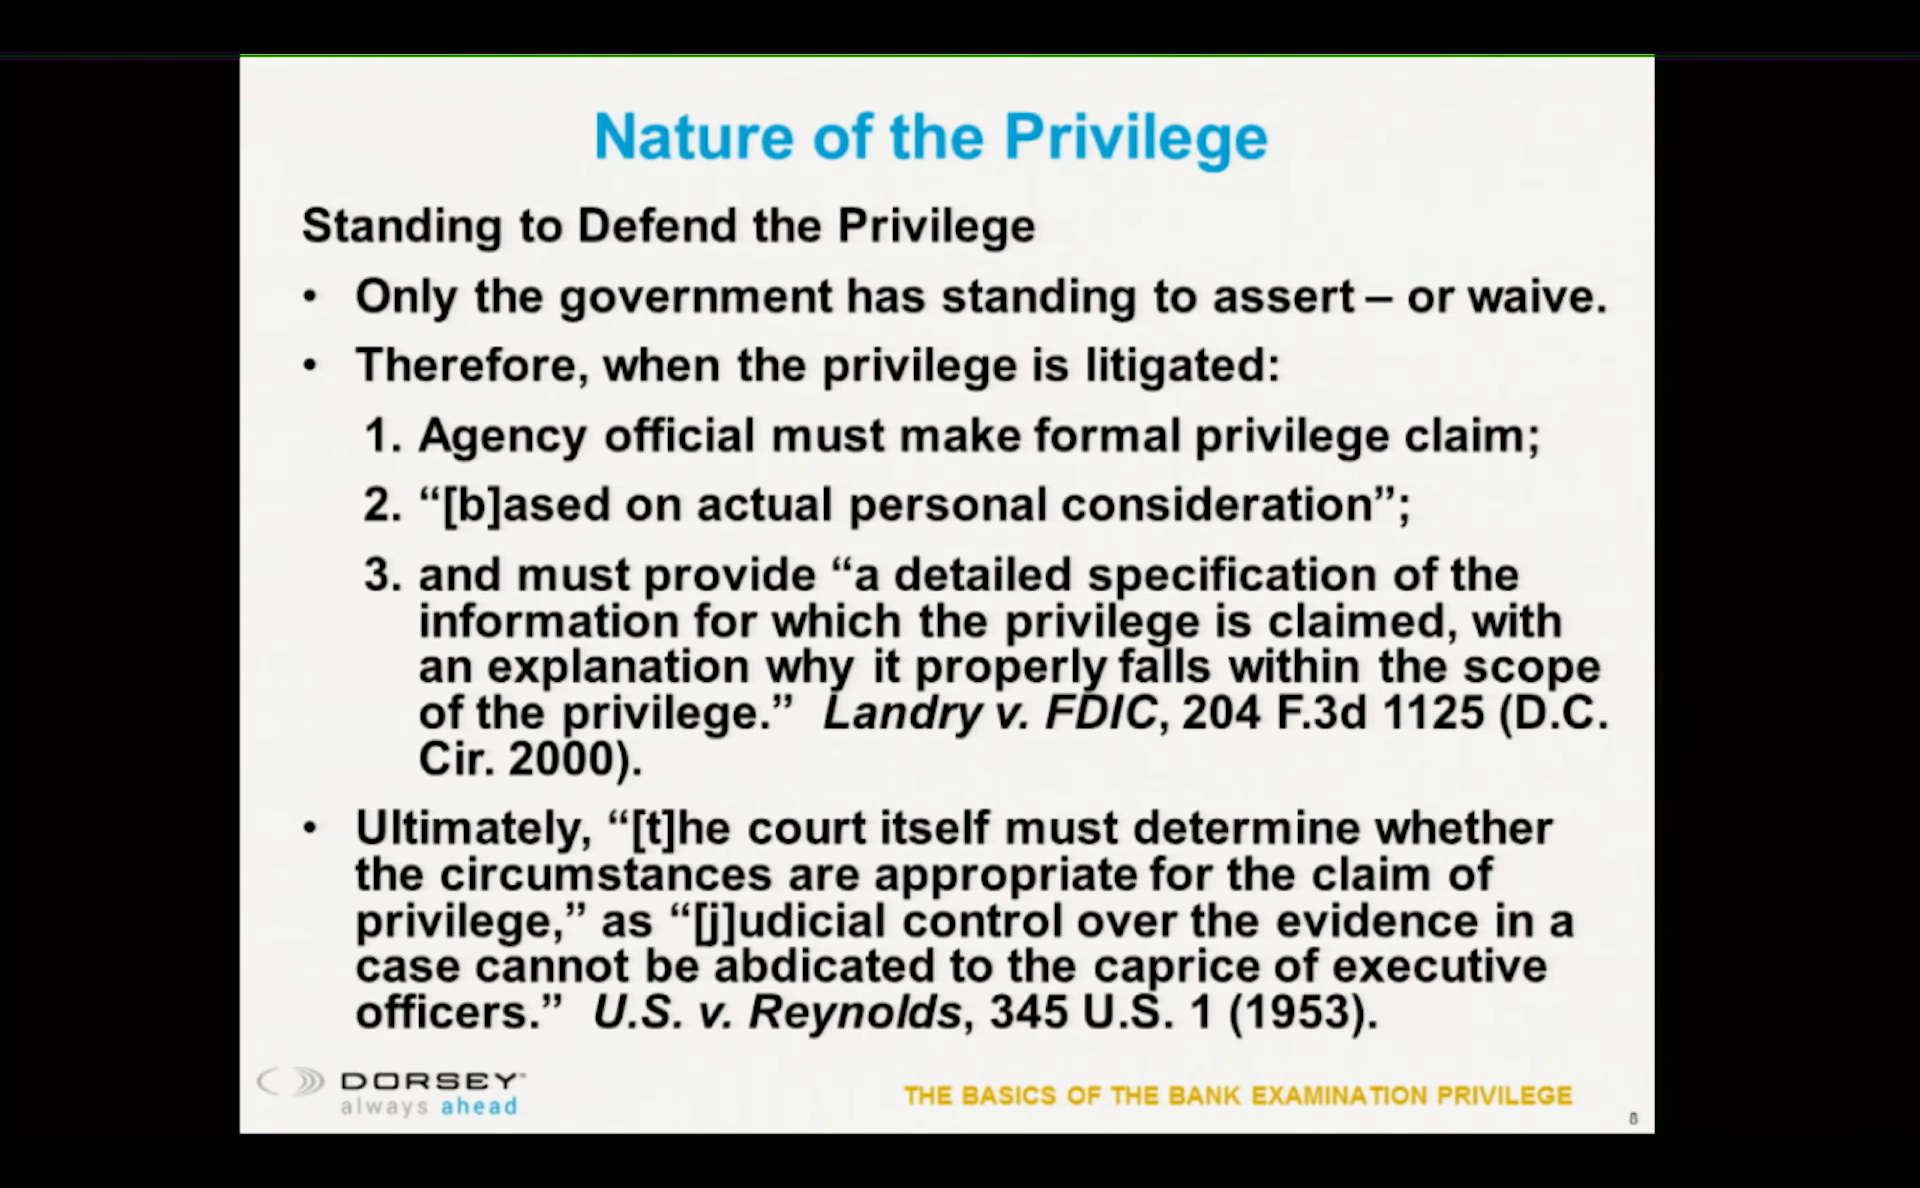 Nature of the Privilege
Standing to Defend the Privilege
• Only the government has standing to assert – or waive.
• Therefore, when the privilege is litigated:
1. Agency official must make formal privilege claim;
2. “[b]ased on actual personal consideration”;
3. and must provide “a detailed specification of the
information for which the privilege is claimed, with
an explanation why it properly falls within the scope
of the privilege.” Landry v. FDIC, 204 F.3d 1125 (D.C.
Cir. 2000).
• Ultimately, “[t]he court itself must determine whether
the circumstances are appropriate for the claim of
privilege,” as “[j]udicial control over the evidence in a
case cannot be abdicated to the caprice of executive
officers.” U.S. v. Reynolds, 345 U.S. 1 (1953).
DORSEY™
always ahead
THE BASICS OF THE BANK EXAMINATION PRIVILEGE
8